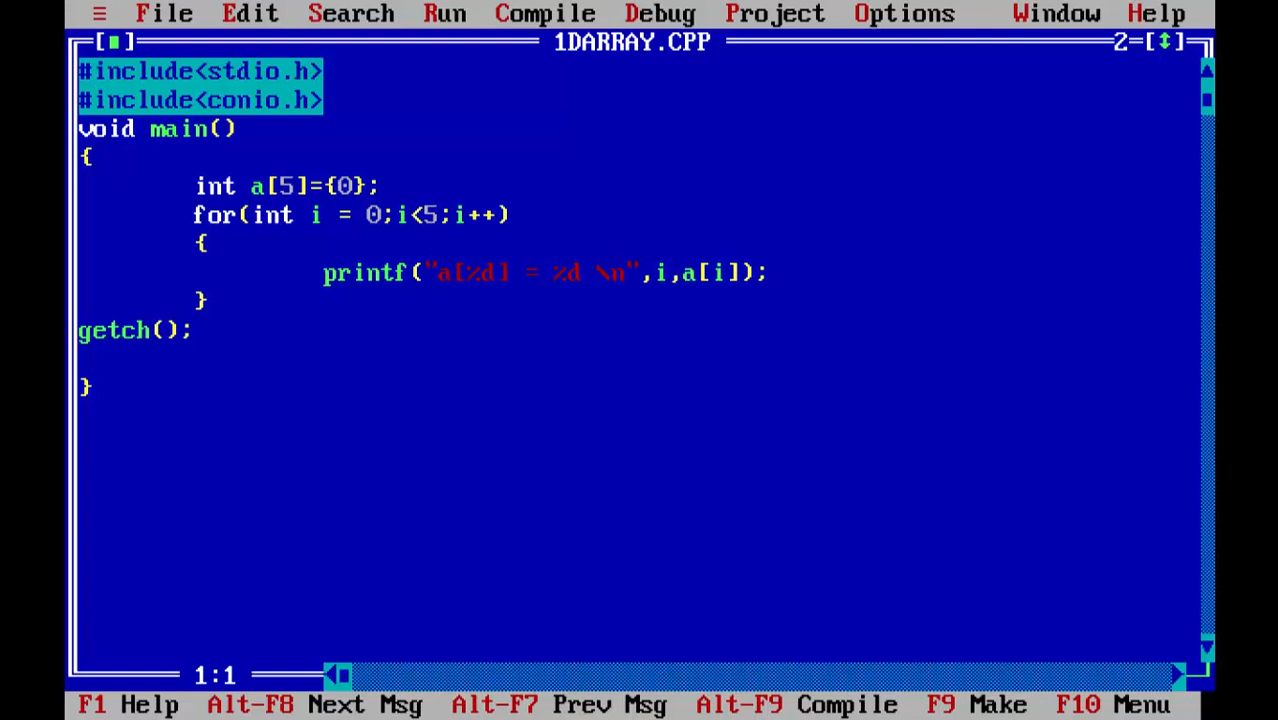 ≡ File Edit Search Run Compile Debug Project Options Window Help
[■] 1DARRAY.CPP 2=[↕]
#include<stdio.h>
#include<conio.h>
void main()
{
int a[5]={0};
for(int i = 0;i<5;i++)
{
printf("a[%d] = %d \n",i,a[i]);
}
getch();
}
1:1
F1 Help Alt-F8 Next Msg Alt-F7 Prev Msg Alt-F9 Compile F9 Make F10 Menu